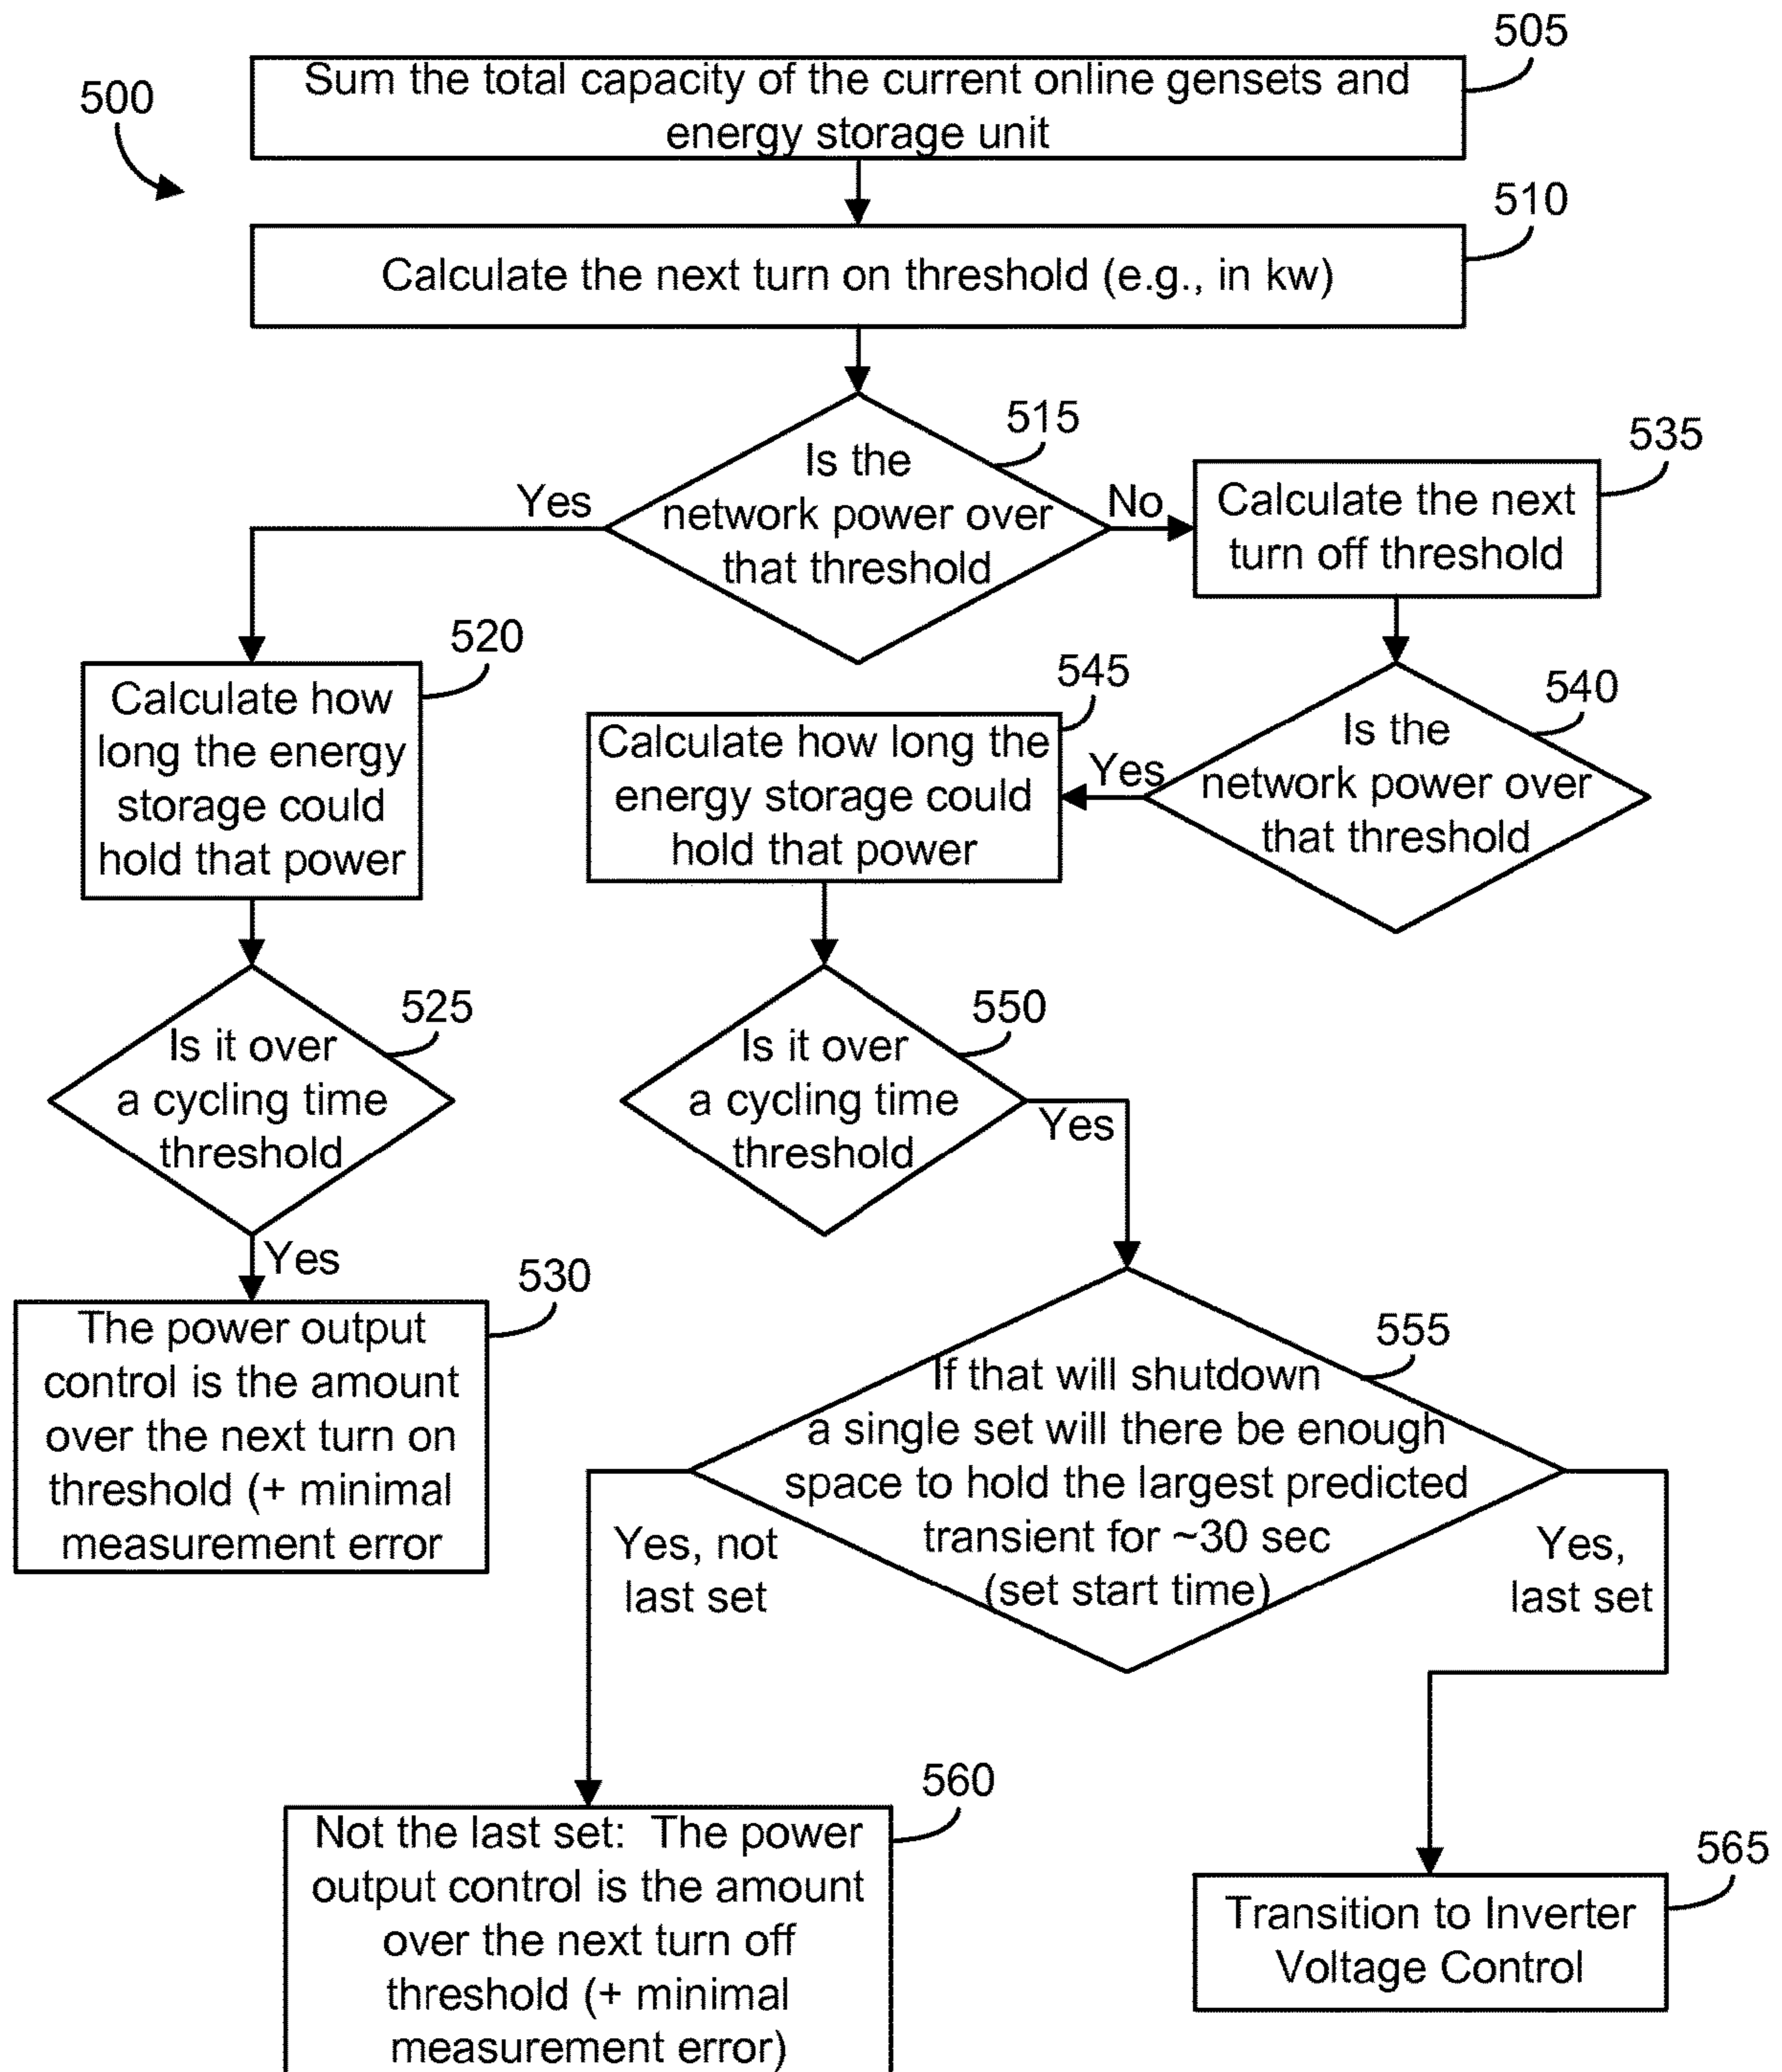 505
Sum the total capacity of the current online gensets and
energy storage unit
500
510
Calculate the next turn on threshold (e.g., in kw)
515
Is the
network power over
that threshold
Yes
No
535
Calculate the next
turn off threshold
520
Calculate how
long the energy
storage could
hold that power
545
Calculate how long the
energy storage could
hold that power
Yes
540
Is the
network power over
that threshold
525
Is it over
a cycling time
threshold
Yes
550
Is it over
a cycling time
threshold
Yes
530
The power output
control is the amount
over the next turn on
threshold (+ minimal
measurement error
555
If that will shutdown
a single set will there be enough
space to hold the largest predicted
transient for ~30 sec
(set start time)
Yes, not
last set
Yes,
last set
560
Not the last set: The power
output control is the amount
over the next turn off
threshold (+ minimal
measurement error)
565
Transition to Inverter
Voltage Control